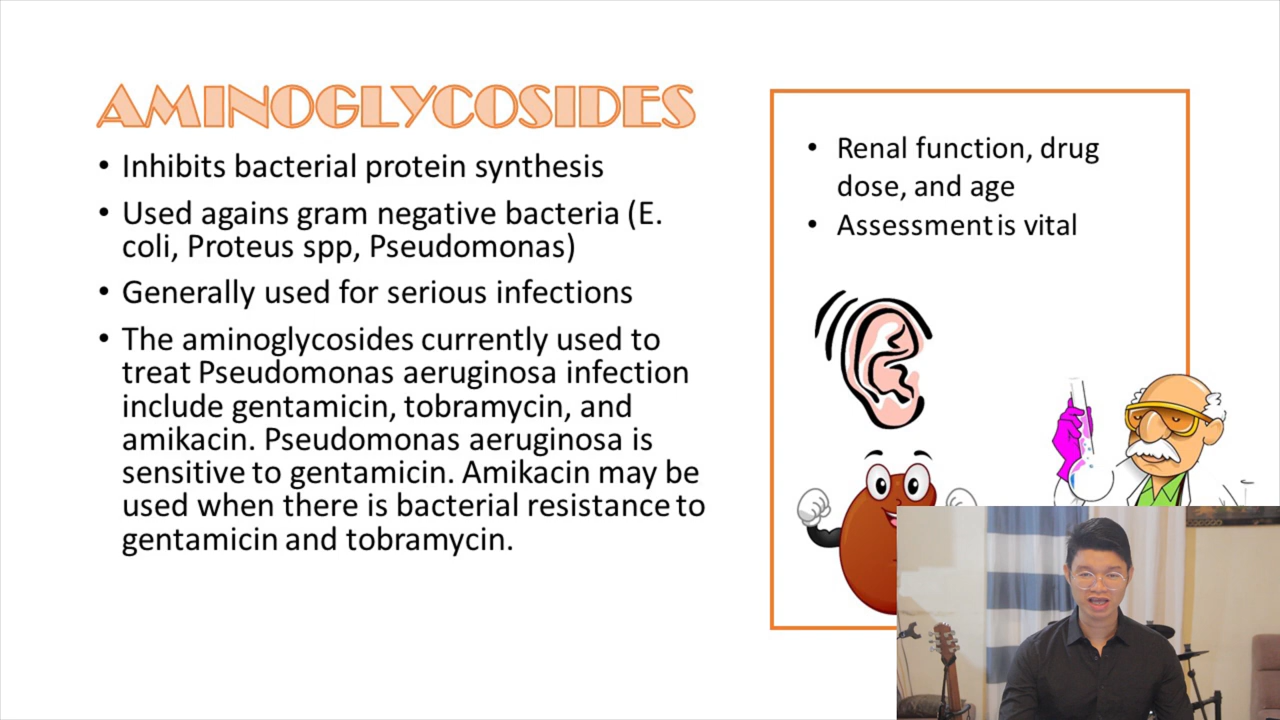 AMINOGLYCOSIDES
• Inhibits bacterial protein synthesis
• Used agains gram negative bacteria (E.
coli, Proteus spp, Pseudomonas)
• Generally used for serious infections
• The aminoglycosides currently used to
treat Pseudomonas aeruginosa infection
include gentamicin, tobramycin, and
amikacin. Pseudomonas aeruginosa is
sensitive to gentamicin. Amikacin may be
used when there is bacterial resistance to
gentamicin and tobramycin.
• Renal function, drug
dose, and age
• Assessment is vital